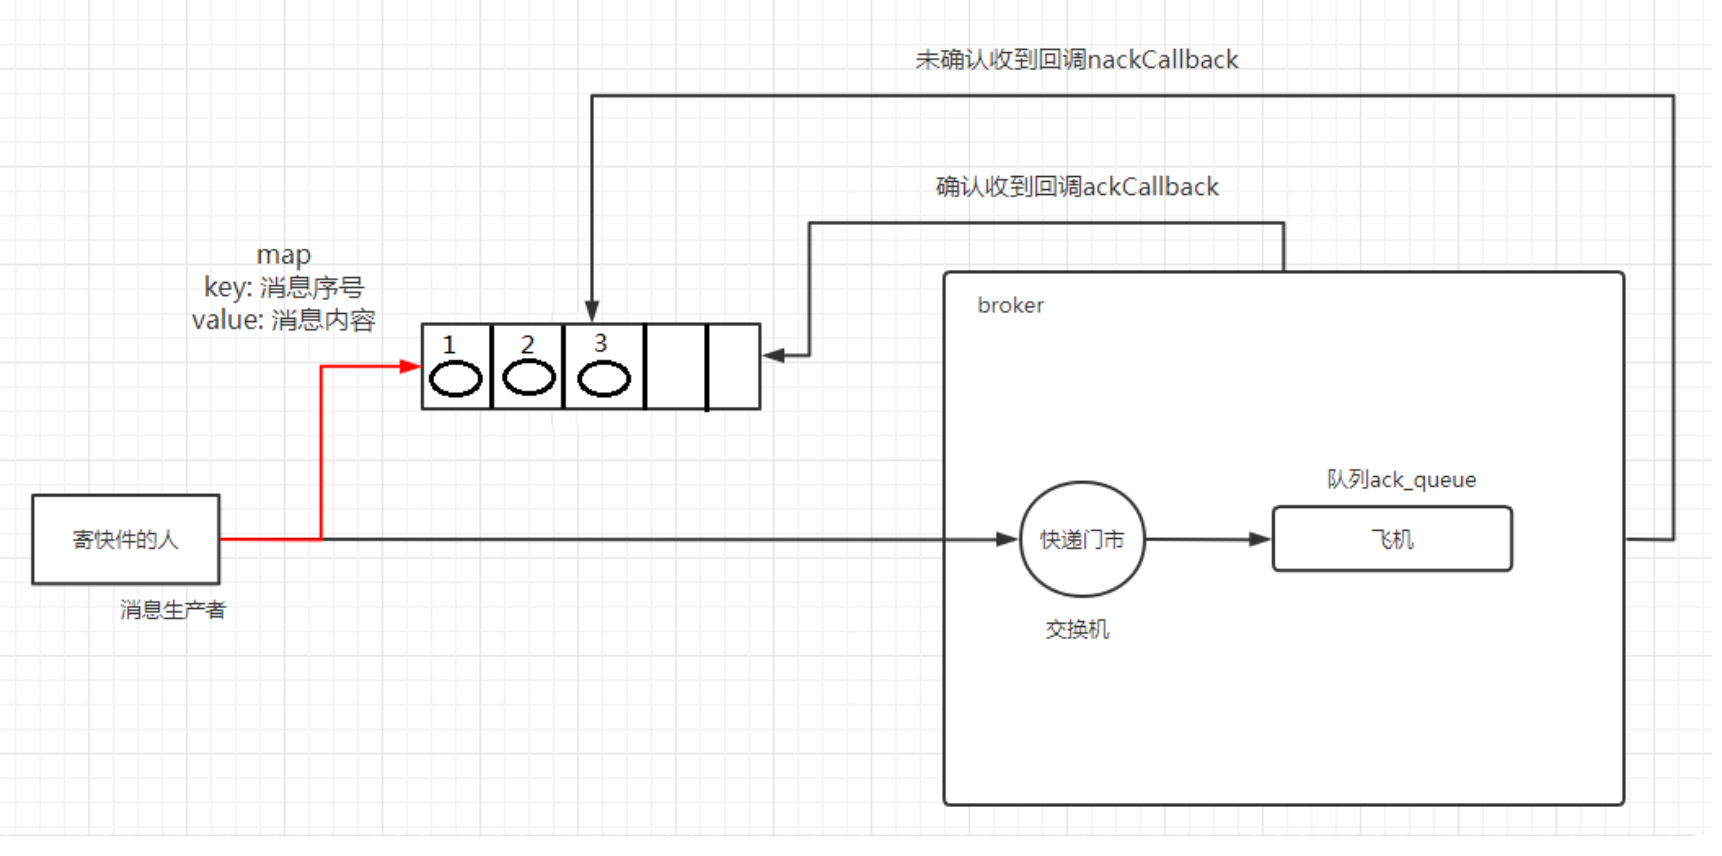 未确认收到回调nackCallback
确认收到回调ackCallback
map
key: 消息序号
value: 消息内容
broker
1
2
3
队列ack_queue
寄快件的人
快递门市
飞机
消息生产者
交换机